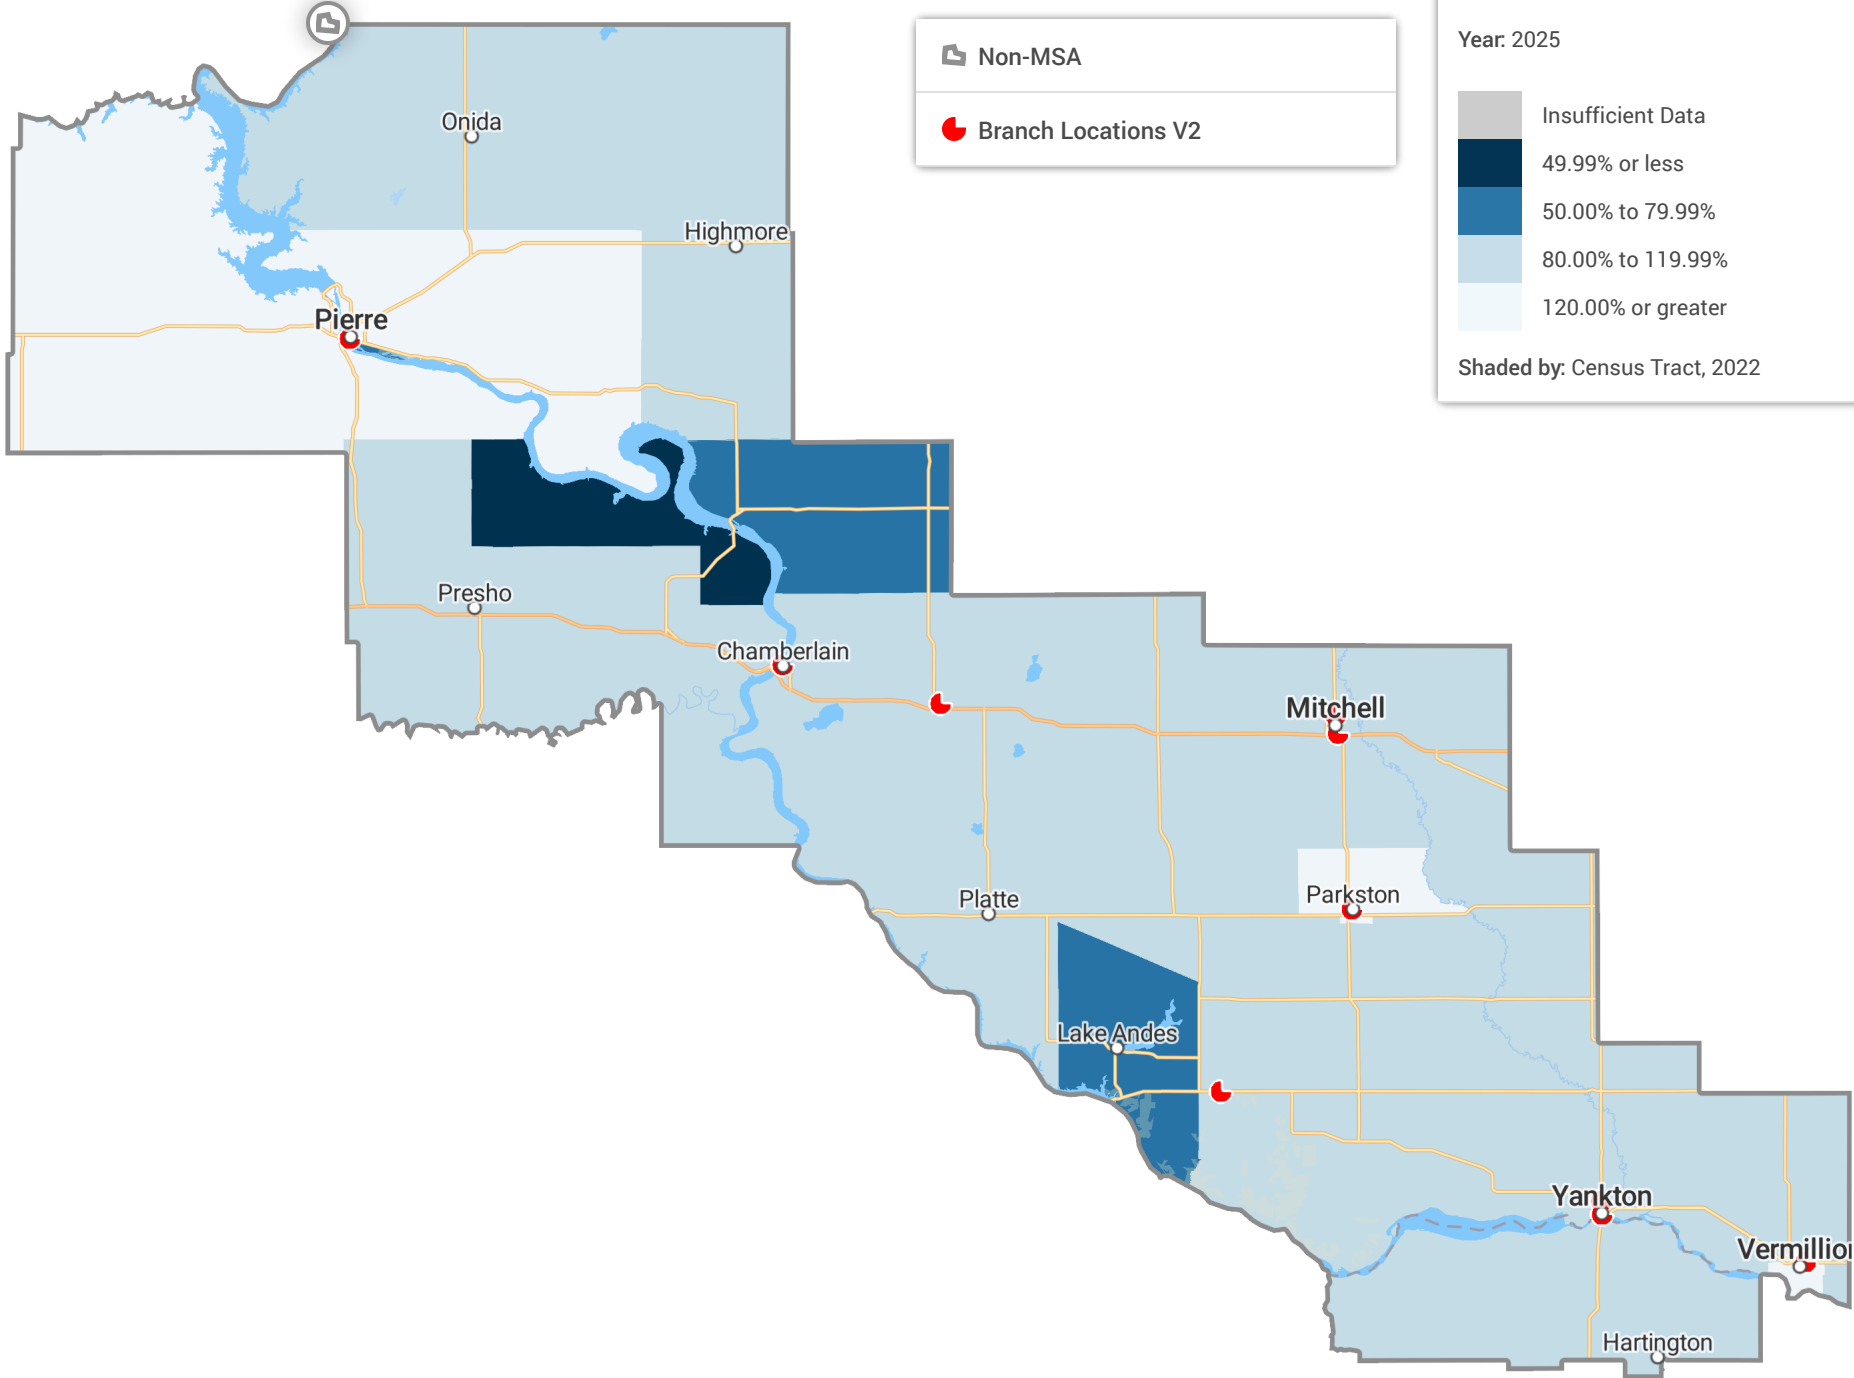 Non-MSA
Branch Locations V2
Year: 2025
Insufficient Data
49.99% or less
50.00% to 79.99%
80.00% to 119.99%
120.00% or greater
Shaded by: Census Tract, 2022
Onida
Highmore
Pierre
Presho
Chamberlain
Mitchell
Platte
Parkston
Lake Andes
Yankton
Vermillion
Hartington